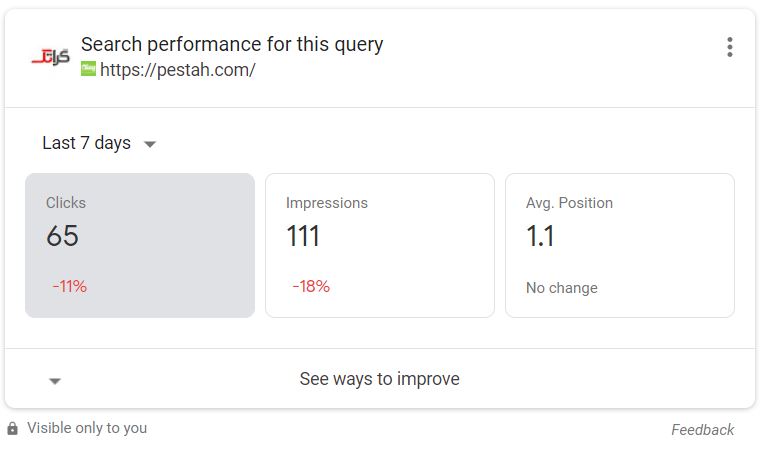 گراتک
Search performance for this query
https://pestah.com/
Last 7 days
Clicks
65
-11%
Impressions
111
-18%
Avg. Position
1.1
No change
See ways to improve
Visible only to you
Feedback